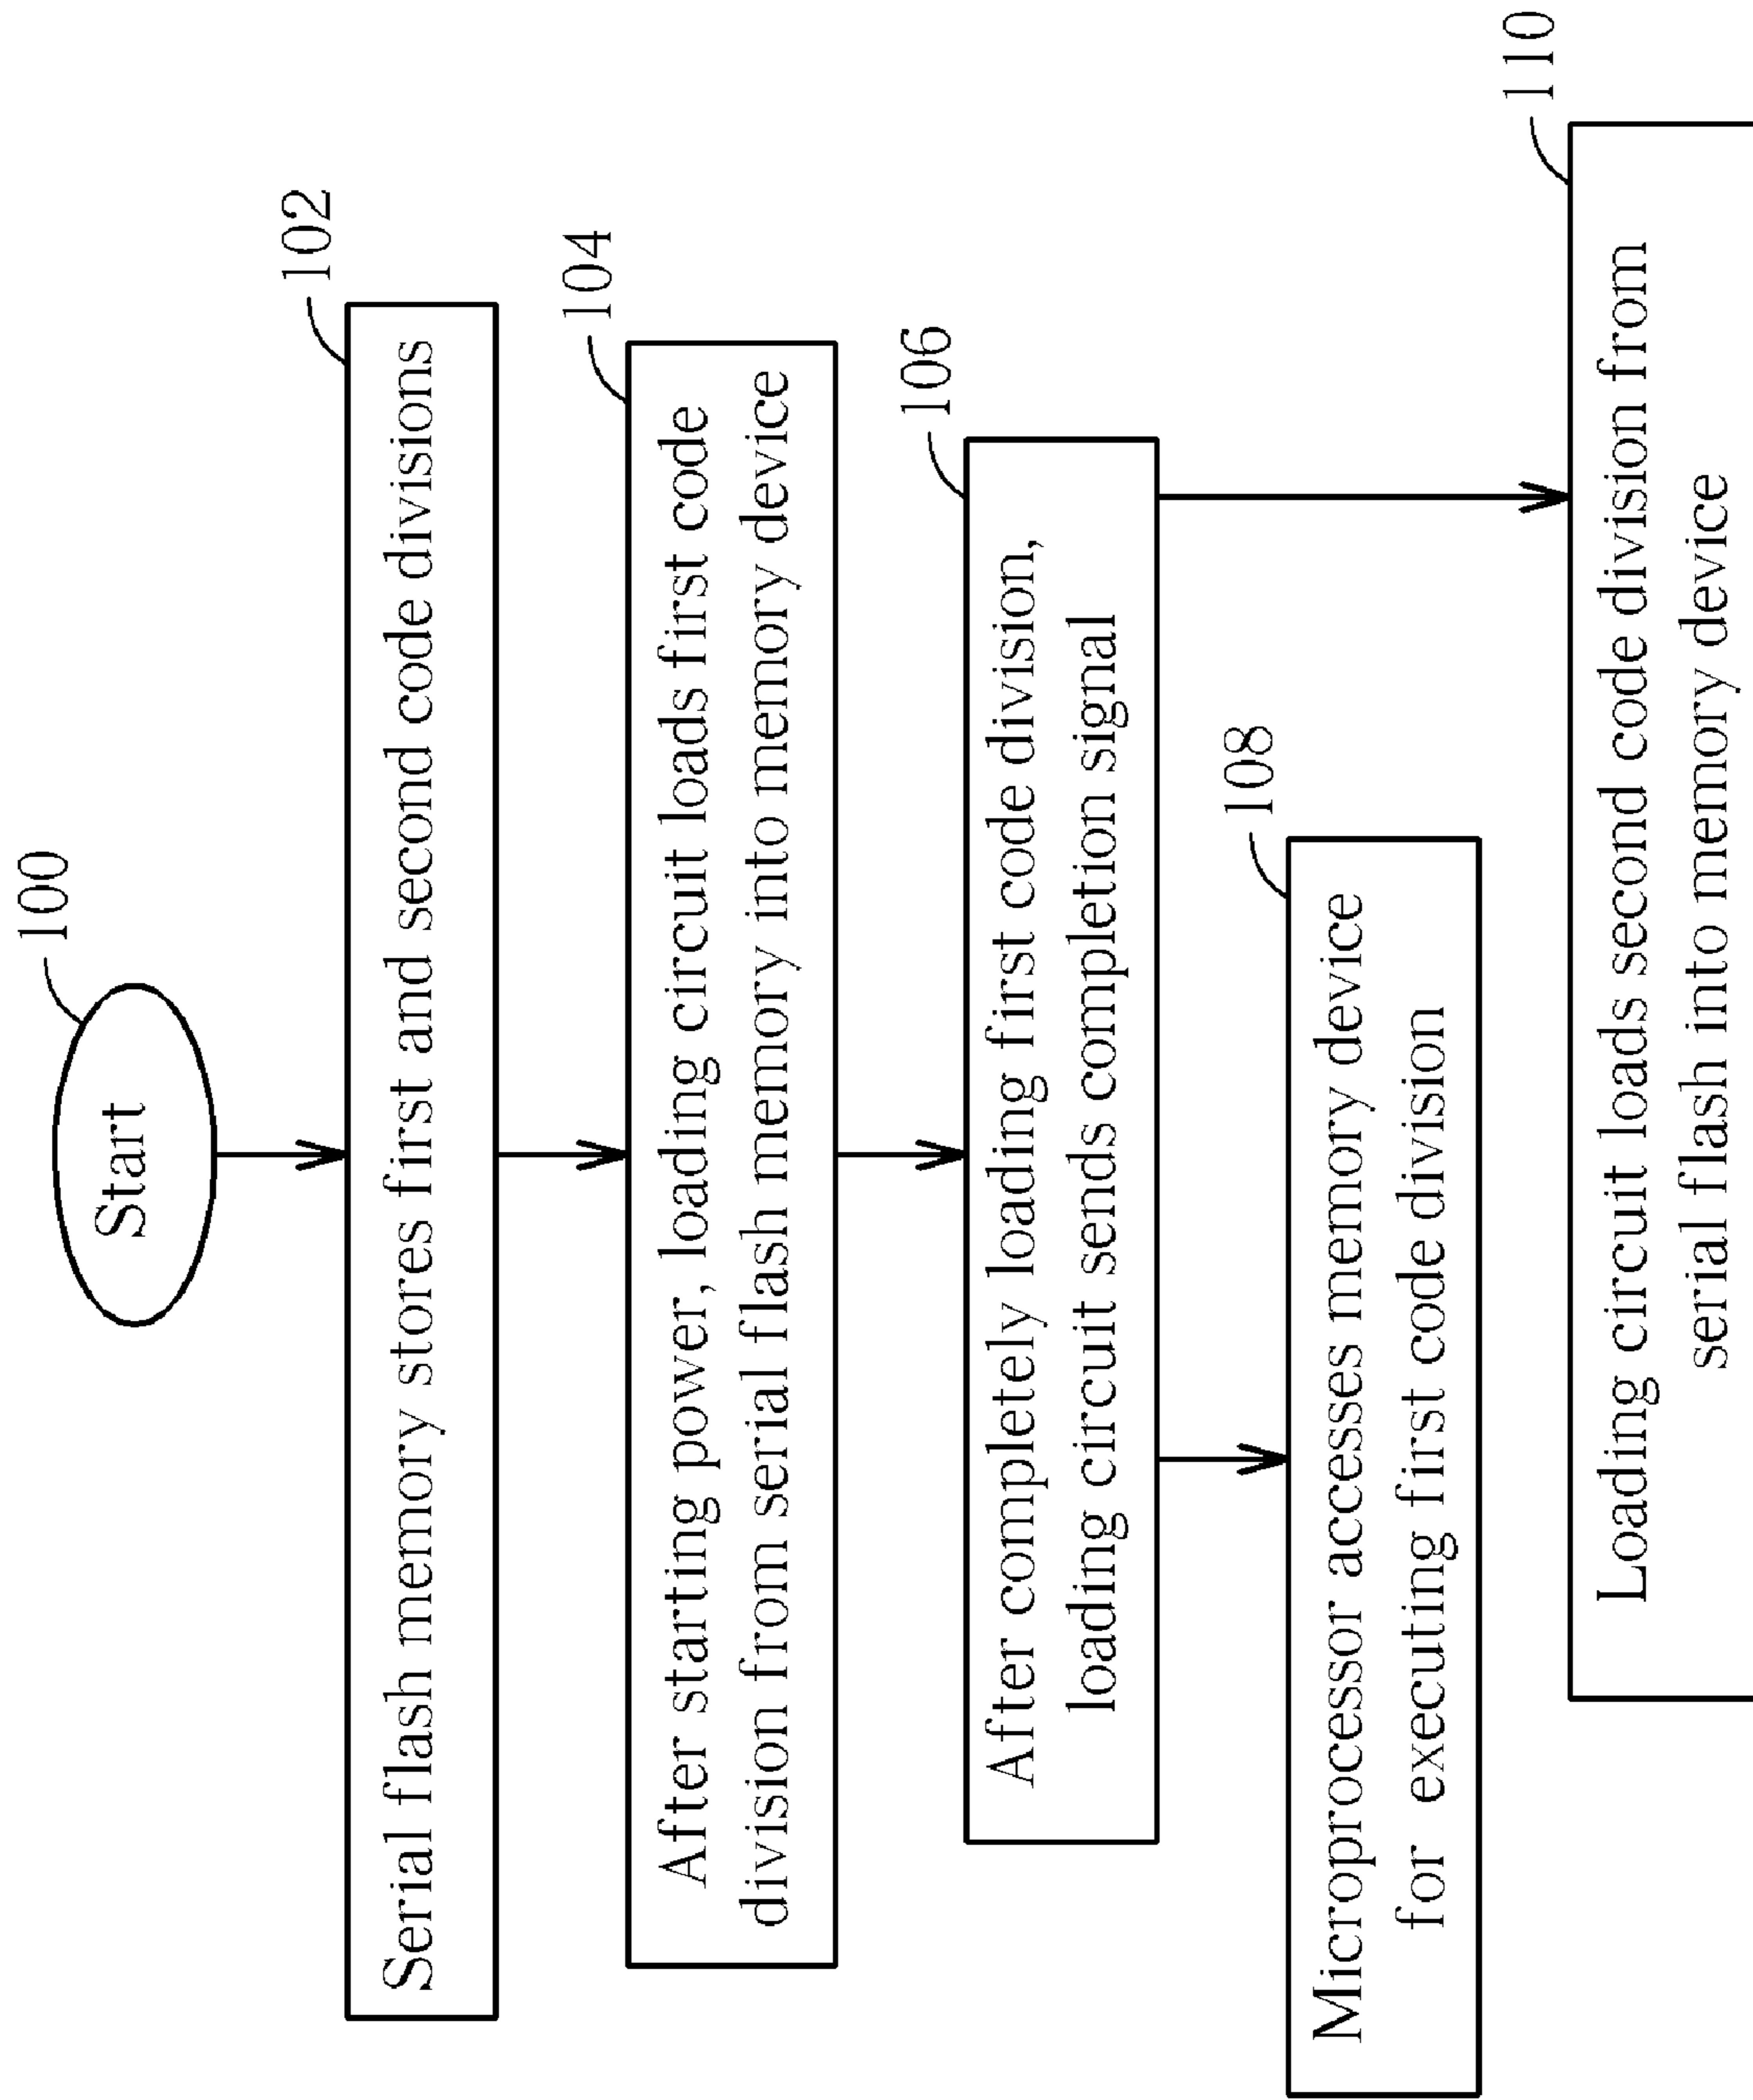 100
Start
102
Serial flash memory stores first and second code divisions
104
After starting power, loading circuit loads first code
division from serial flash memory into memory device
106
After completely loading first code division,
loading circuit sends completion signal
108
Microprocessor accesses memory device
for executing first code division
110
Loading circuit loads second code division from
serial flash into memory device